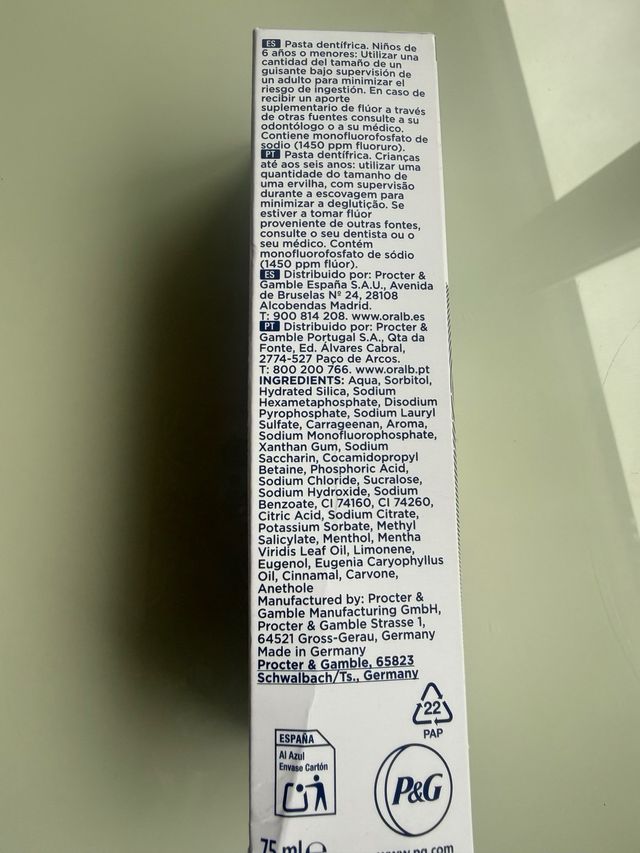 ES Pasta dentífrica. Niños de
6 años o menores: Utilizar una
cantidad del tamaño de un
guisante bajo supervisión de
un adulto para minimizar el
riesgo de ingestión. En caso de
recibir un aporte
suplementario de flúor a través
de otras fuentes consulte a su
odontólogo o a su médico.
Contiene monofluorofosfato de
sodio (1450 ppm fluoruro).
PT Pasta dentífrica. Crianças
até aos seis anos: utilizar uma
quantidade do tamanho de
uma ervilha, com supervisão
durante a escovagem para
minimizar a deglutição. Se
estiver a tomar flúor
proveniente de outras fontes,
consulte o seu dentista ou o
seu médico. Contém
monofluorofosfato de sódio
(1450 ppm flúor).
ES Distribuido por: Procter &
Gamble España S.A.U., Avenida
de Bruselas Nº 24, 28108
Alcobendas Madrid.
T: 900 814 208. www.oralb.es
PT Distribuido por: Procter &
Gamble Portugal S.A., Qta da
Fonte, Ed. Álvares Cabral,
2774-527 Paço de Arcos.
T: 800 200 766. www.oralb.pt
INGREDIENTS: Aqua, Sorbitol,
Hydrated Silica, Sodium
Hexametaphosphate, Disodium
Pyrophosphate, Sodium Lauryl
Sulfate, Carrageenan, Aroma,
Sodium Monofluorophosphate,
Xanthan Gum, Sodium
Saccharin, Cocamidopropyl
Betaine, Phosphoric Acid,
Sodium Chloride, Sucralose,
Sodium Hydroxide, Sodium
Benzoate, CI 74160, CI 74260,
Citric Acid, Sodium Citrate,
Potassium Sorbate, Methyl
Salicylate, Menthol, Mentha
Viridis Leaf Oil, Limonene,
Eugenol, Eugenia Caryophyllus
Oil, Cinnamal, Carvone,
Anethole
Manufactured by: Procter &
Gamble Manufacturing GmbH,
Procter & Gamble Strasse 1,
64521 Gross-Gerau, Germany
Made in Germany
Procter & Gamble, 65823
Schwalbach/Ts., Germany
22
PAP
ESPAÑA
Al Azul
Envase Cartón
P&G
75 ml e
www.pg.com